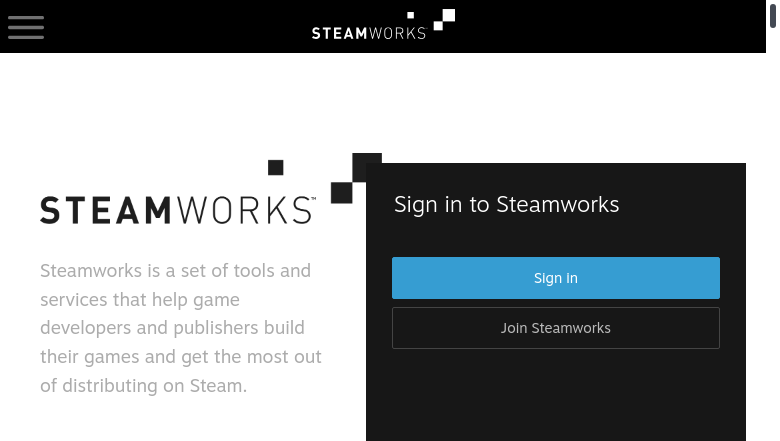 STEAMWORKS
STEAMWORKS™
Sign in to Steamworks
Steamworks is a set of tools and
services that help game
developers and publishers build
their games and get the most out
of distributing on Steam.
Sign in
Join Steamworks